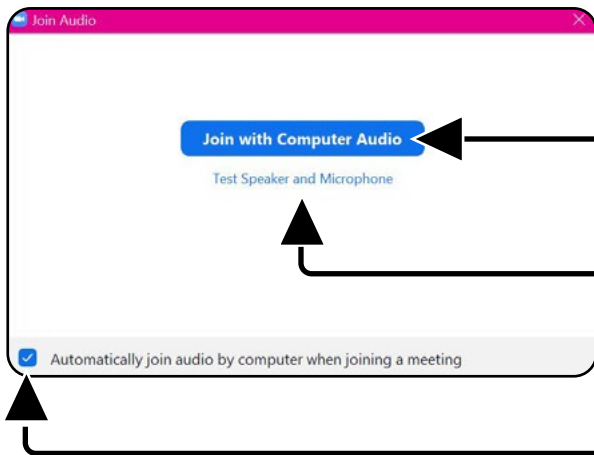 Join Audio
Join with Computer Audio
Test Speaker and Microphone
Automatically join audio by computer when joining a meeting